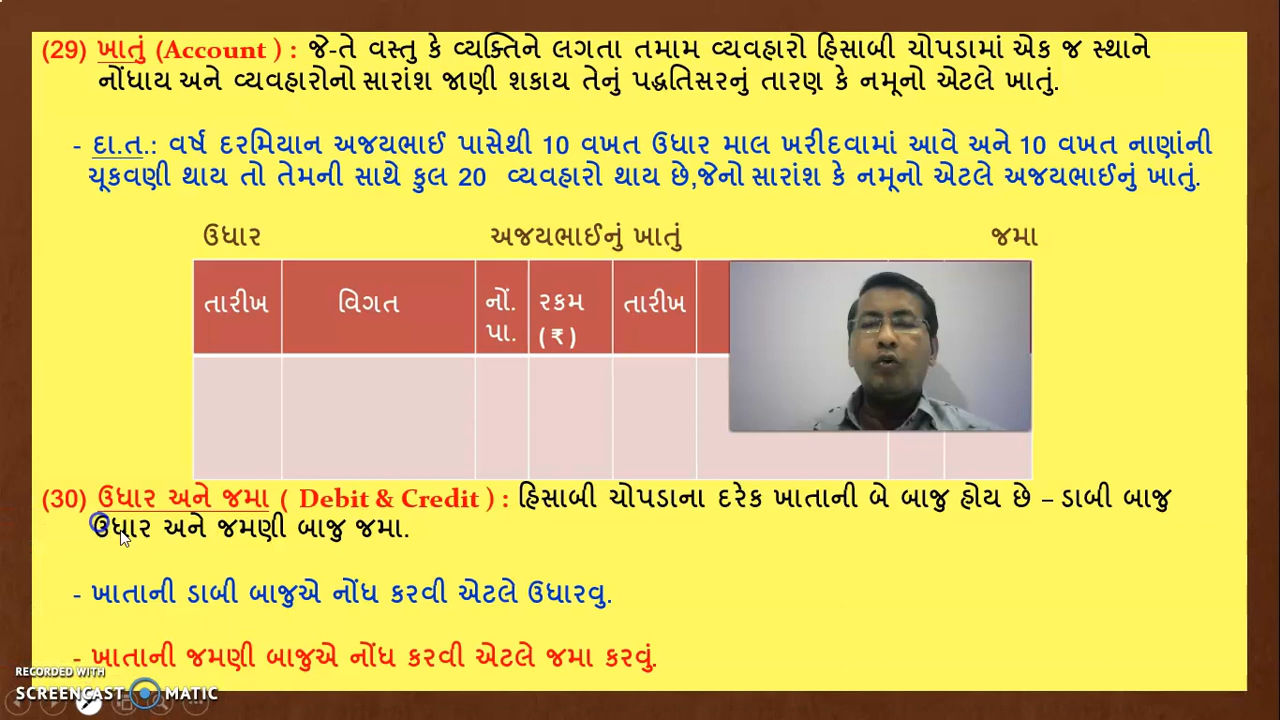 (29) ખાતું (Account ) : જે-તે વસ્તુ કે વ્યક્તિને લગતા તમામ વ્યવહારો હિસાબી ચોપડામાં એક જ સ્થાને
નોંધાય અને વ્યવહારોનો સારાંશ જાણી શકાય તેનું પદ્ધતિસરનું તારણ કે નમૂનો એટલે ખાતું.
- દા.ત.: વર્ષ દરમિયાન અજયભાઈ પાસેથી 10 વખત ઉધાર માલ ખરીદવામાં આવે અને 10 વખત નાણાંની
ચૂકવણી થાય તો તેમની સાથે કુલ 20 વ્યવહારો થાય છે,જેનો સારાંશ કે નમૂનો એટલે અજયભાઈનું ખાતું.
ઉધાર અજયભાઈનું ખાતું જમા
તારીખ વિગત નોં. રકમ તારીખ
પા. (₹)
(30) ઉધાર અને જમા ( Debit & Credit ) : હિસાબી ચોપડાના દરેક ખાતાની બે બાજુ હોય છે – ડાબી બાજુ
ઉધાર અને જમણી બાજુ જમા.
- ખાતાની ડાબી બાજુએ નોંધ કરવી એટલે ઉધારવુ.
- ખાતાની જમણી બાજુએ નોંધ કરવી એટલે જમા કરવું.
RECORDED WITH
SCREENCAST MATIC